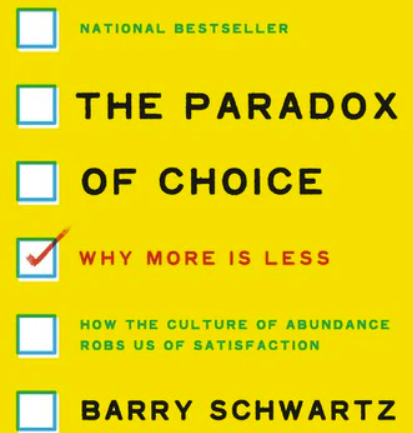 NATIONAL BESTSELLER
THE PARADOX
OF CHOICE
WHY MORE IS LESS
HOW THE CULTURE OF ABUNDANCE
ROBS US OF SATISFACTION
BARRY SCHWARTZ